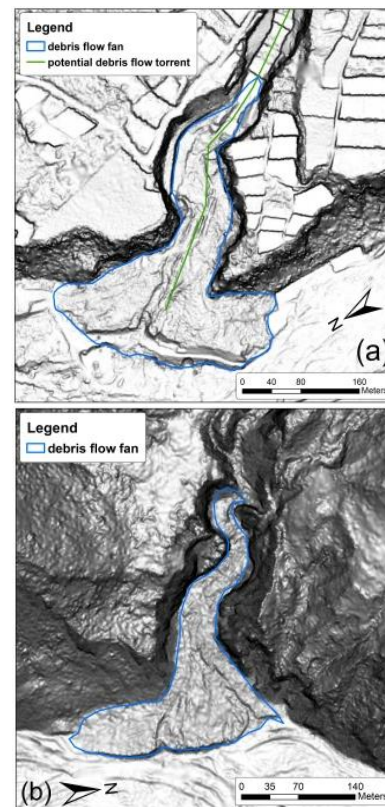 Legend
debris flow fan
potential debris flow torrent
N
(a)
0 40 80 160
Meters
Legend
debris flow fan
(b)
N
0 35 70 140
Meters